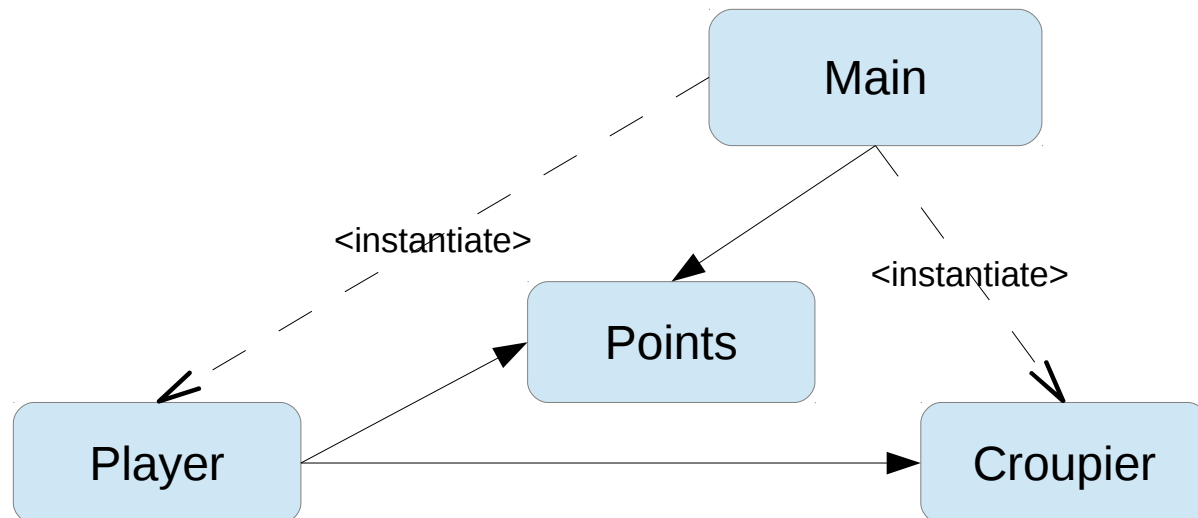 Main
<instantiate>
<instantiate>
Points
Player
Croupier